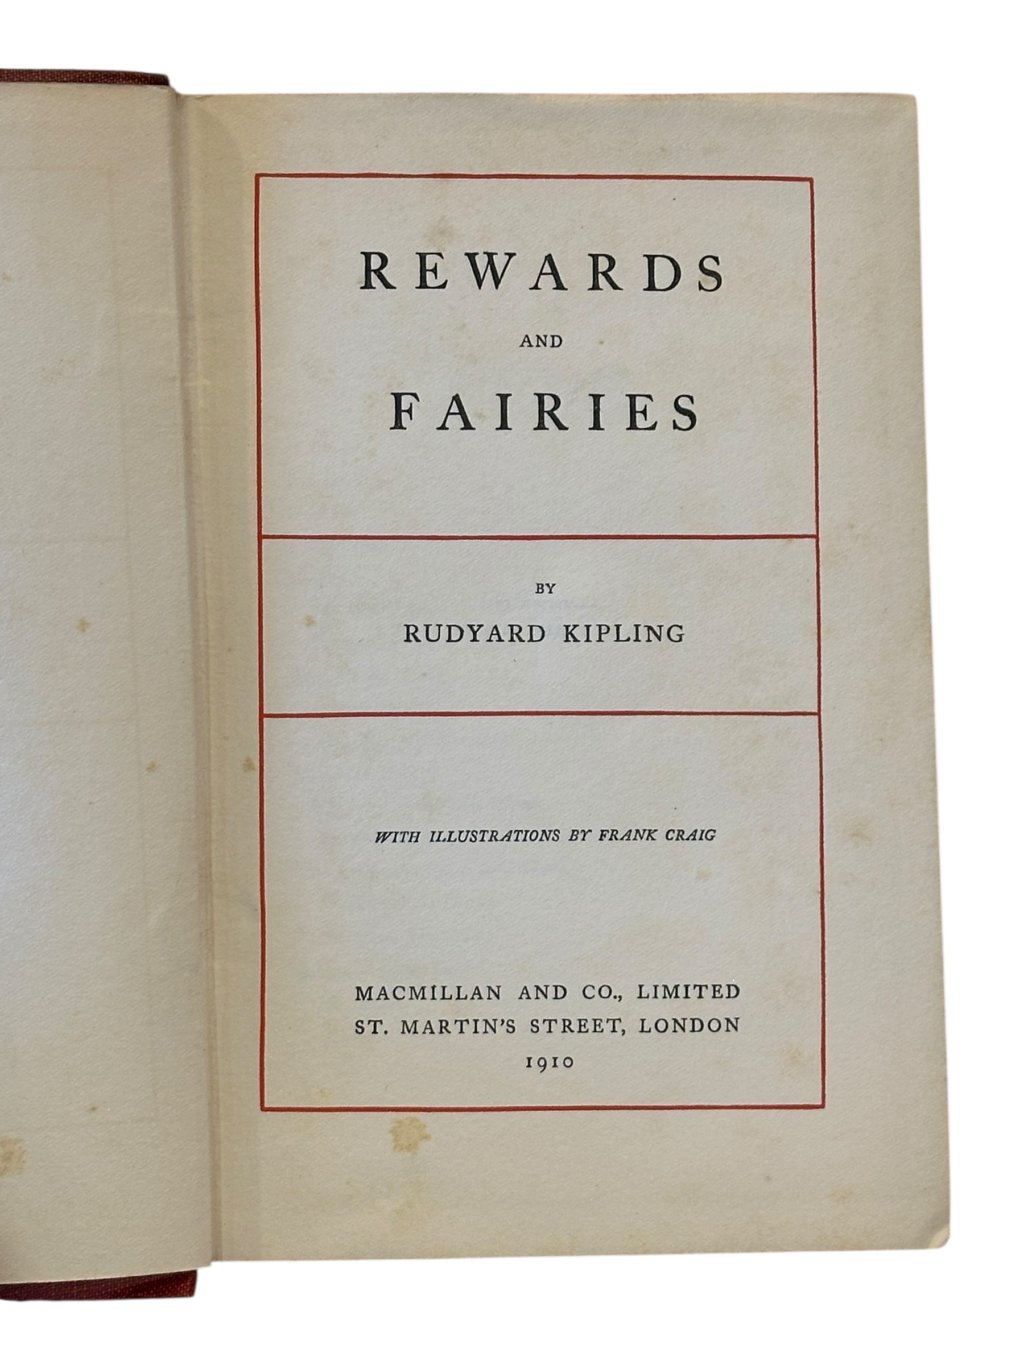 REWARDS
AND
FAIRIES
BY
RUDYARD KIPLING
WITH ILLUSTRATIONS BY FRANK CRAIG
MACMILLAN AND CO., LIMITED
ST. MARTIN'S STREET, LONDON
1910